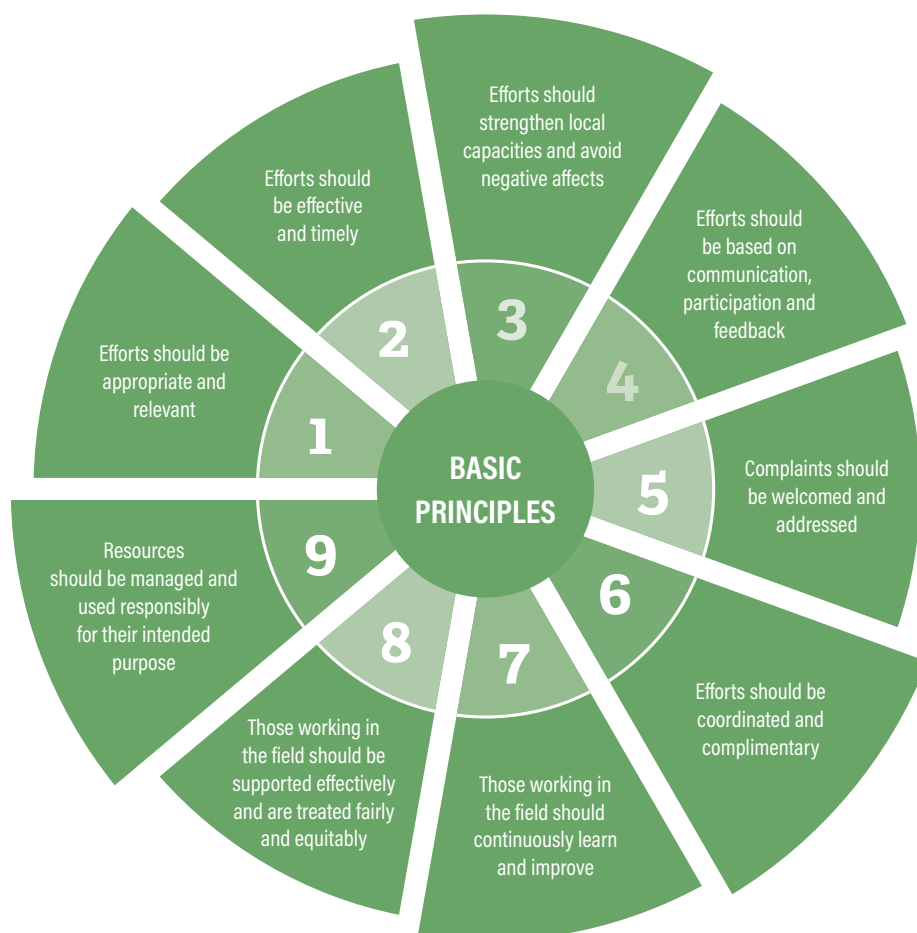 BASIC
PRINCIPLES
1
Efforts should be
appropriate and
relevant
2
Efforts should
be effective
and timely
3
Efforts should
strengthen local
capacities and avoid
negative affects
4
Efforts should
be based on
communication,
participation and
feedback
5
Complaints should
be welcomed and
addressed
6
Efforts should be
coordinated and
complimentary
7
Those working in
the field should
continuously learn
and improve
8
Those working in
the field should be
supported effectively
and are treated fairly
and equitably
9
Resources
should be managed and
used responsibly
for their intended
purpose